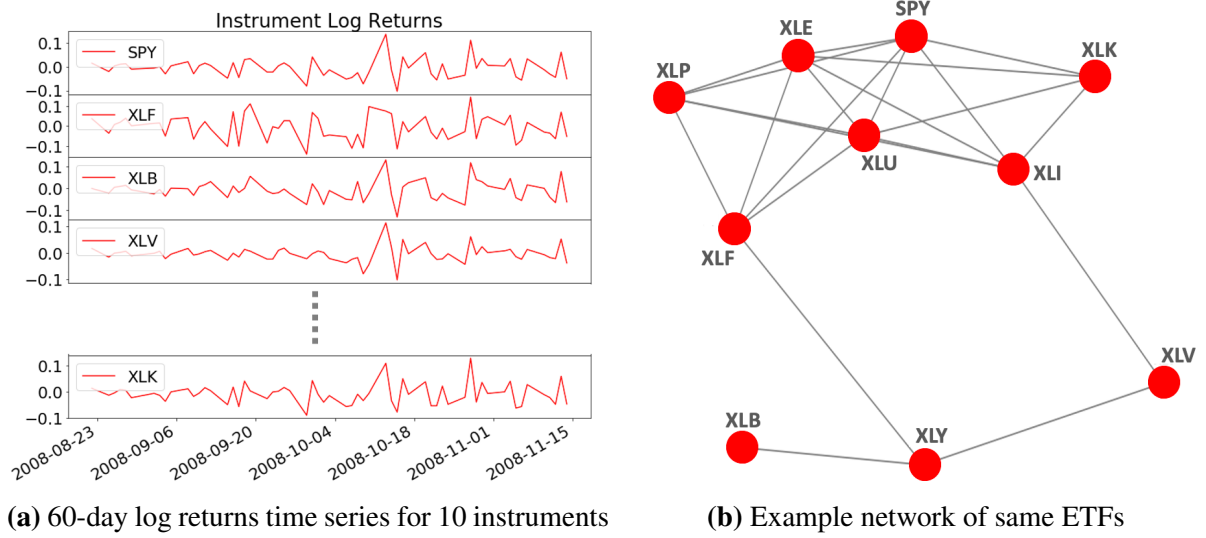 Instrument Log Returns
0.1
0.0
−0.1
SPY
0.1
0.0
−0.1
XLF
0.1
0.0
−0.1
XLB
0.1
0.0
−0.1
XLV
0.1
0.0
−0.1
XLK
2008-08-23
2008-09-06
2008-09-20
2008-10-04
2008-10-18
2008-11-01
2008-11-15
(a) 60-day log returns time series for 10 instruments
SPY
XLE
XLK
XLP
XLU
XLI
XLF
XLV
XLB
XLY
(b) Example network of same ETFs